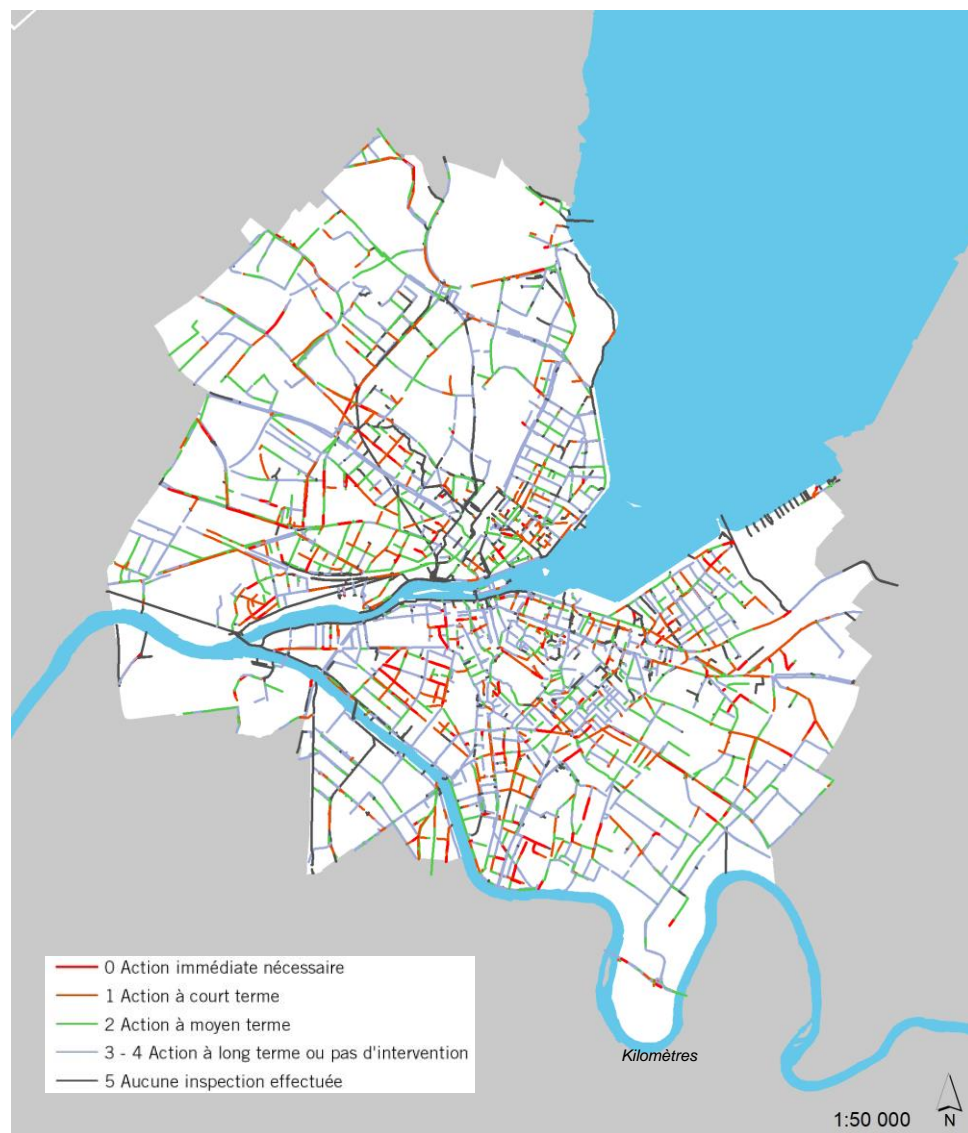 0 Action immédiate nécessaire
1 Action à court terme
2 Action à moyen terme
3 - 4 Action à long terme ou pas d'intervention
5 Aucune inspection effectuée
Kilomètres
1:50 000
N